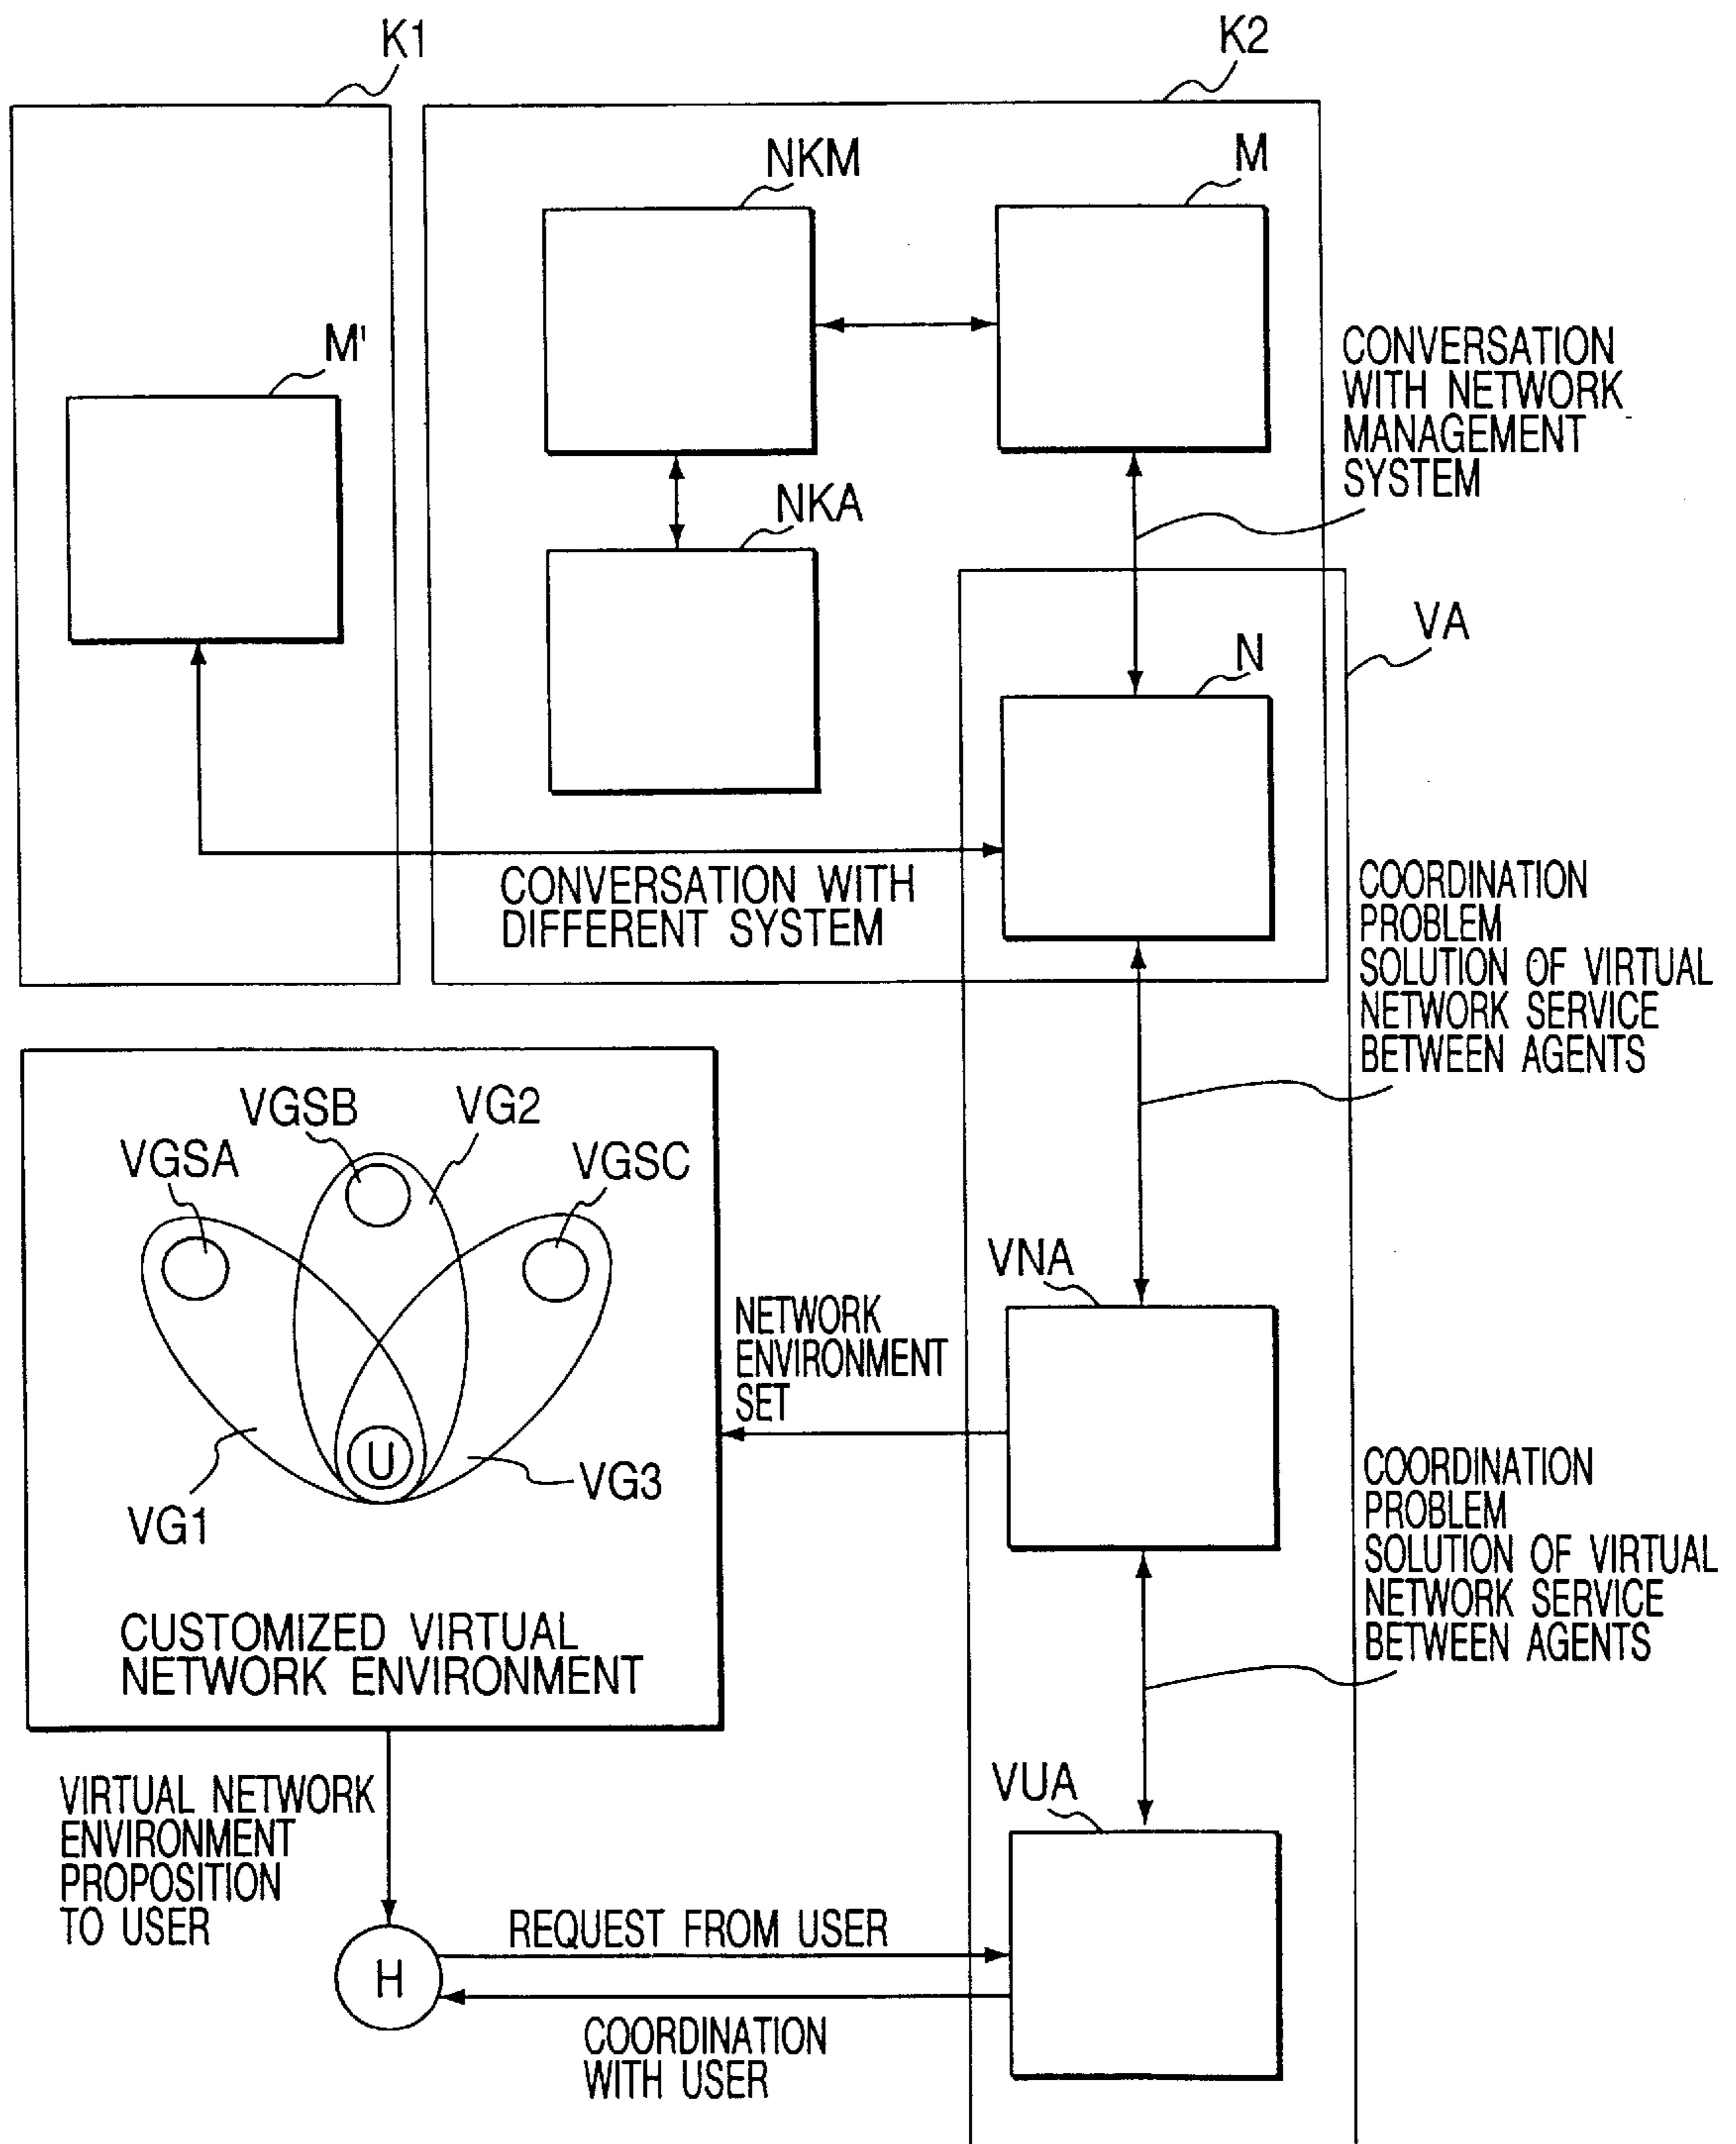 K1
K2
NKM
M
M'
CONVERSATION
WITH NETWORK
MANAGEMENT
SYSTEM
NKA
VA
N
CONVERSATION WITH
DIFFERENT SYSTEM
COORDINATION
PROBLEM
SOLUTION OF VIRTUAL
NETWORK SERVICE
BETWEEN AGENTS
VGSB
VG2
VGSA
VGSC
VNA
NETWORK
ENVIRONMENT
SET
U
VG3
VG1
COORDINATION
PROBLEM
SOLUTION OF VIRTUAL
NETWORK SERVICE
BETWEEN AGENTS
CUSTOMIZED VIRTUAL
NETWORK ENVIRONMENT
VUA
VIRTUAL NETWORK
ENVIRONMENT
PROPOSITION
TO USER
REQUEST FROM USER
H
COORDINATION
WITH USER